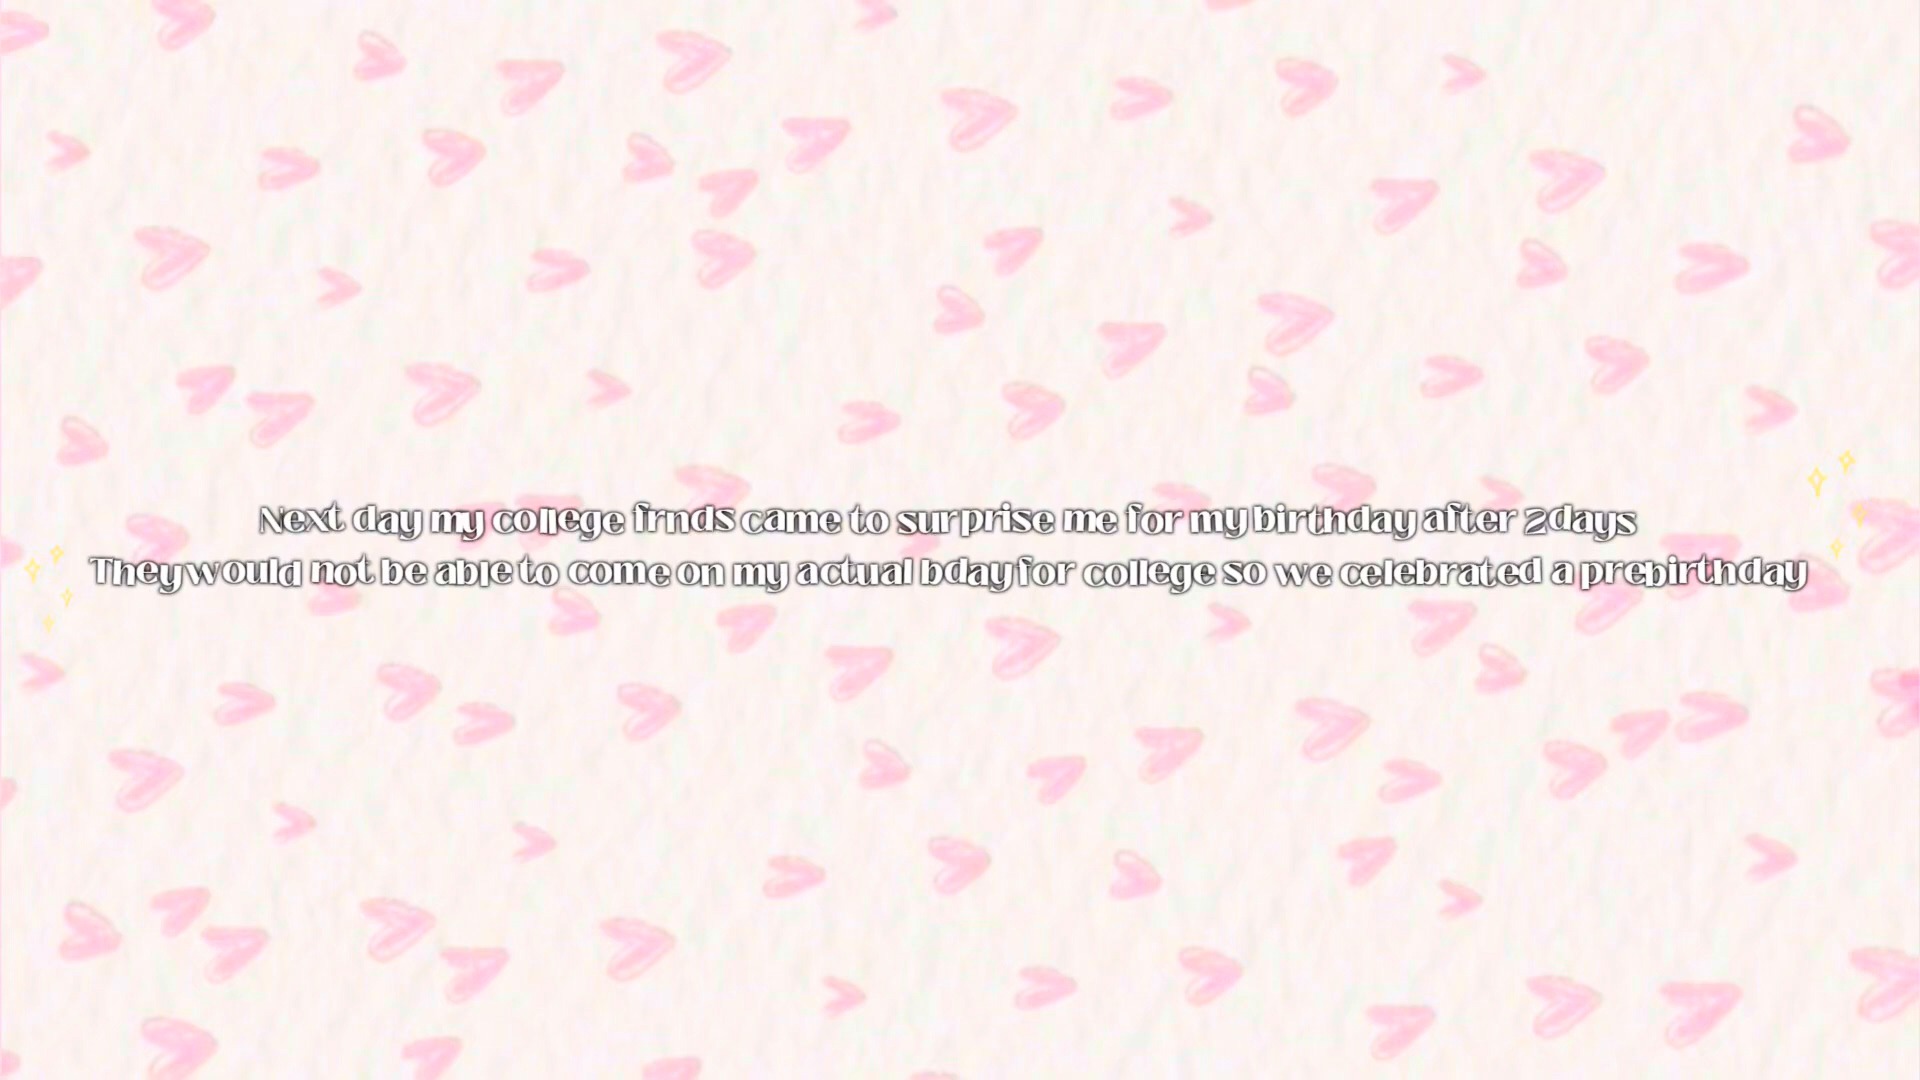 Next day my college frnds came to surprise me for my birthday after 2days
They would not be able to come on my actual bday for college so we celebrated a prebirthday